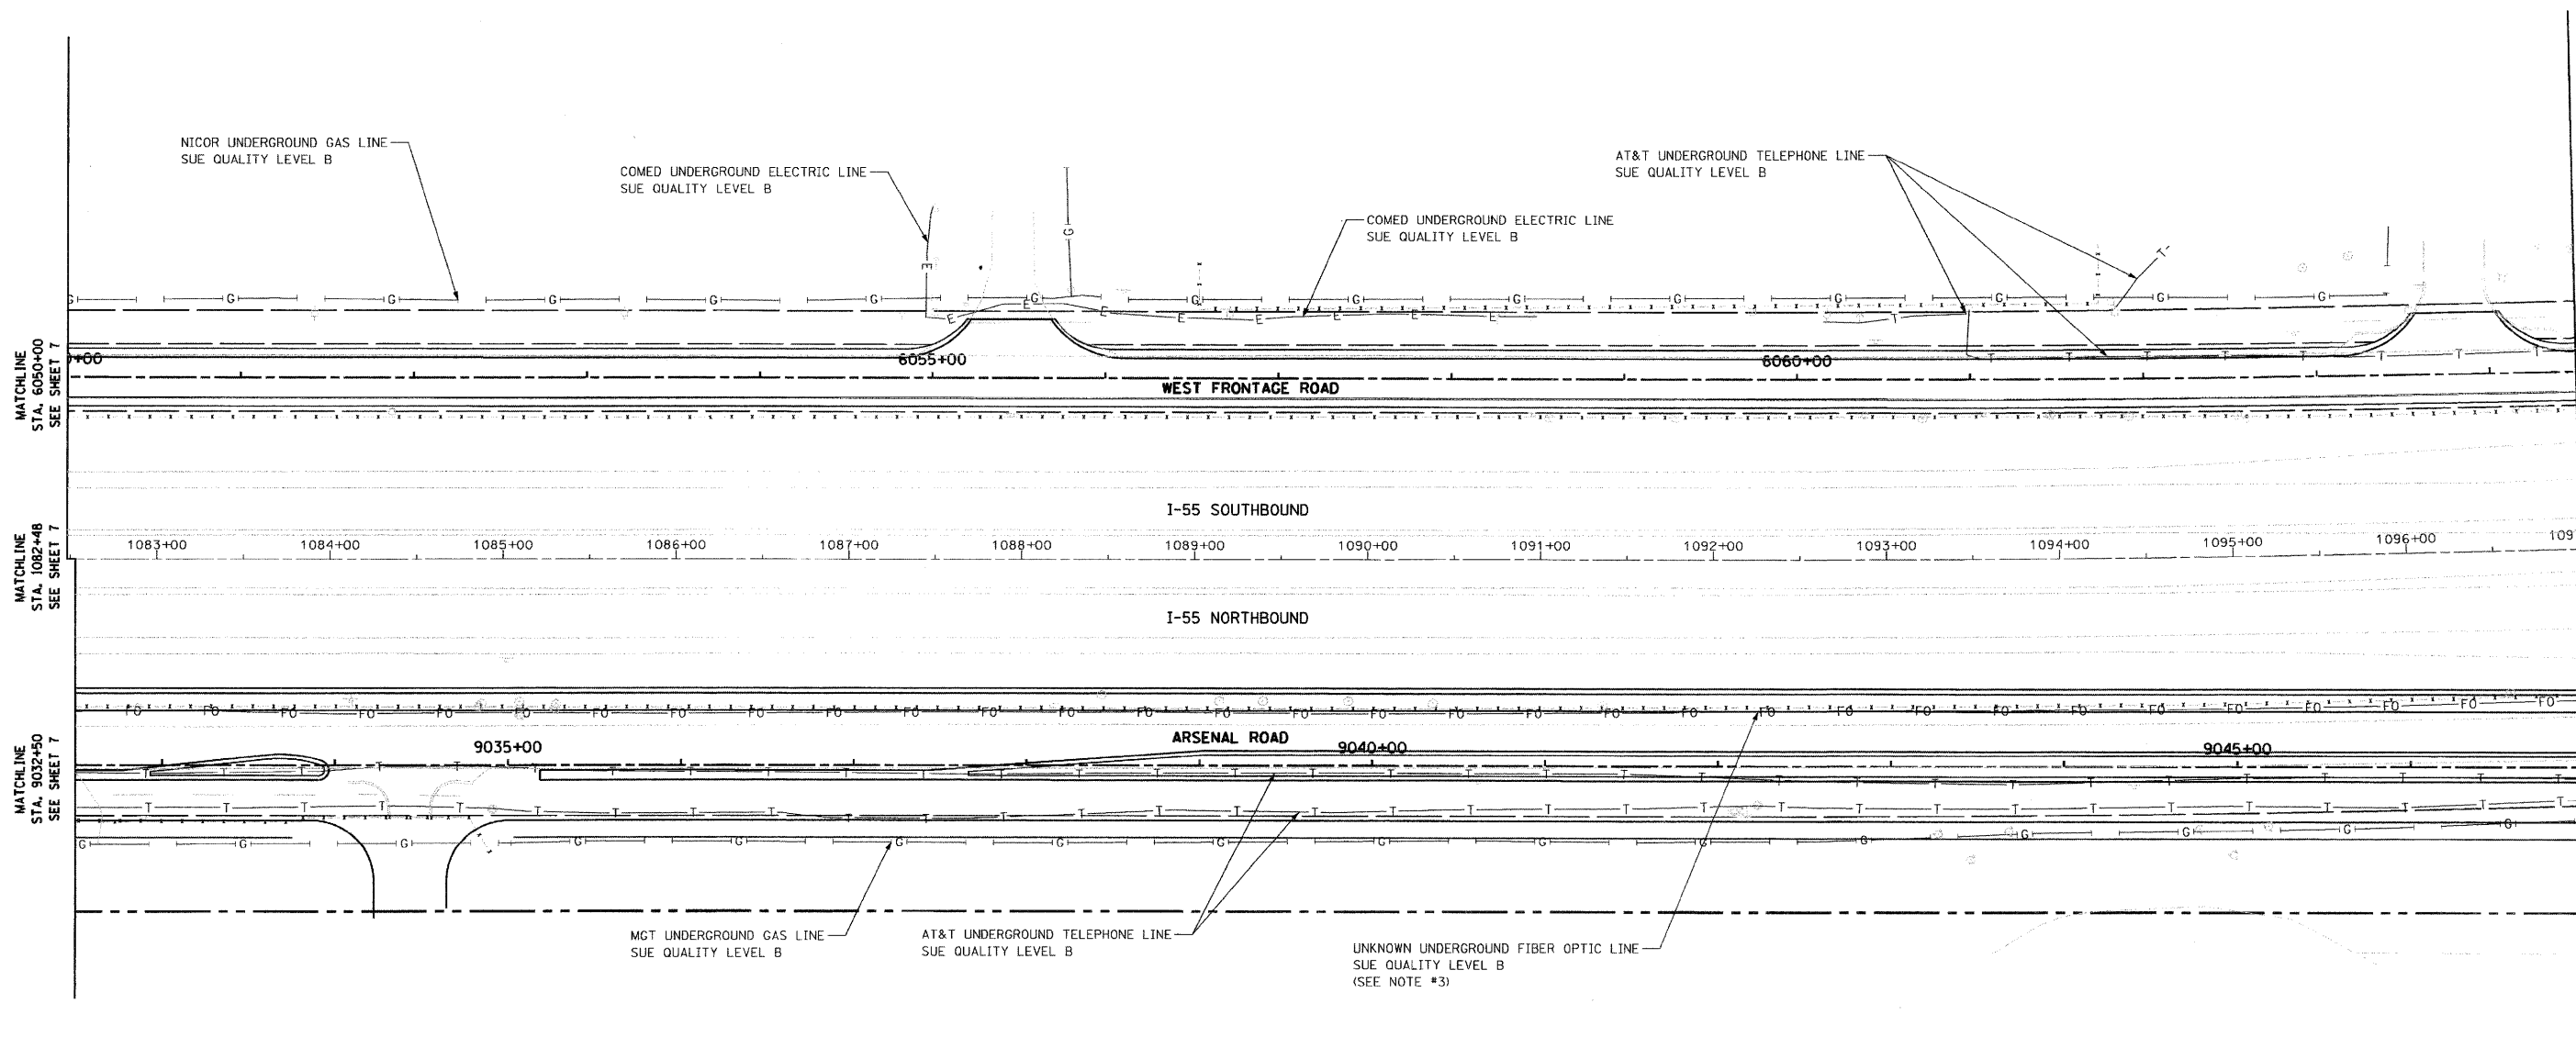 NICOR UNDERGROUND GAS LINE
SUE QUALITY LEVEL B
COMED UNDERGROUND ELECTRIC LINE
SUE QUALITY LEVEL B
AT&T UNDERGROUND TELEPHONE LINE
SUE QUALITY LEVEL B
COMED UNDERGROUND ELECTRIC LINE
SUE QUALITY LEVEL B
MATCHLINE
STA. 6050+00
SEE SHEET 7
+00
6055+00
6060+00
WEST FRONTAGE ROAD
I-55 SOUTHBOUND
MATCHLINE
STA. 1082+48
SEE SHEET 7
1083+00
1084+00
1085+00
1086+00
1087+00
1088+00
1089+00
1090+00
1091+00
1092+00
1093+00
1094+00
1095+00
1096+00
109
I-55 NORTHBOUND
MATCHLINE
STA. 9032+50
SEE SHEET 7
ARSENAL ROAD
9035+00
9040+00
9045+00
MGT UNDERGROUND GAS LINE
SUE QUALITY LEVEL B
AT&T UNDERGROUND TELEPHONE LINE
SUE QUALITY LEVEL B
UNKNOWN UNDERGROUND FIBER OPTIC LINE
SUE QUALITY LEVEL B
(SEE NOTE #3)